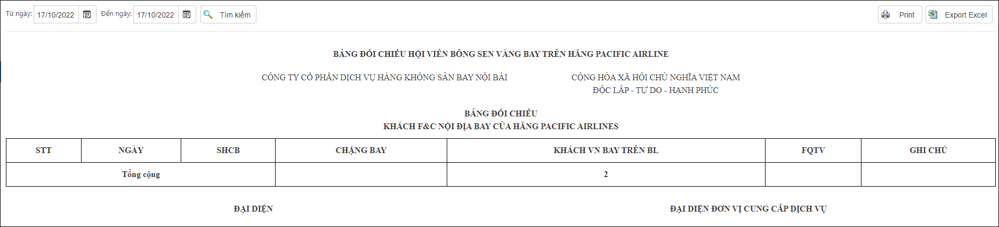 Từ ngày: 17/10/2022 Đến ngày: 17/10/2022 Tìm kiếm Print Export Excel
BẢNG ĐỐI CHIẾU HỘI VIÊN BÔNG SEN VÀNG BAY TRÊN HÃNG PACIFIC AIRLINE
CÔNG TY CỔ PHẦN DỊCH VỤ HÀNG KHÔNG SÂN BAY NỘI BÀI CỘNG HÒA XÃ HỘI CHỦ NGHĨA VIỆT NAM
ĐỘC LẬP - TỰ DO - HẠNH PHÚC
BẢNG ĐỐI CHIẾU
KHÁCH F&C NỘI ĐỊA BAY CỦA HÃNG PACIFIC AIRLINES
STT NGÀY SHCB CHẶNG BAY KHÁCH VN BAY TRÊN BL FQTV GHI CHÚ
Tổng cộng 2
ĐẠI DIỆN ĐẠI DIỆN ĐƠN VỊ CUNG CẤP DỊCH VỤ